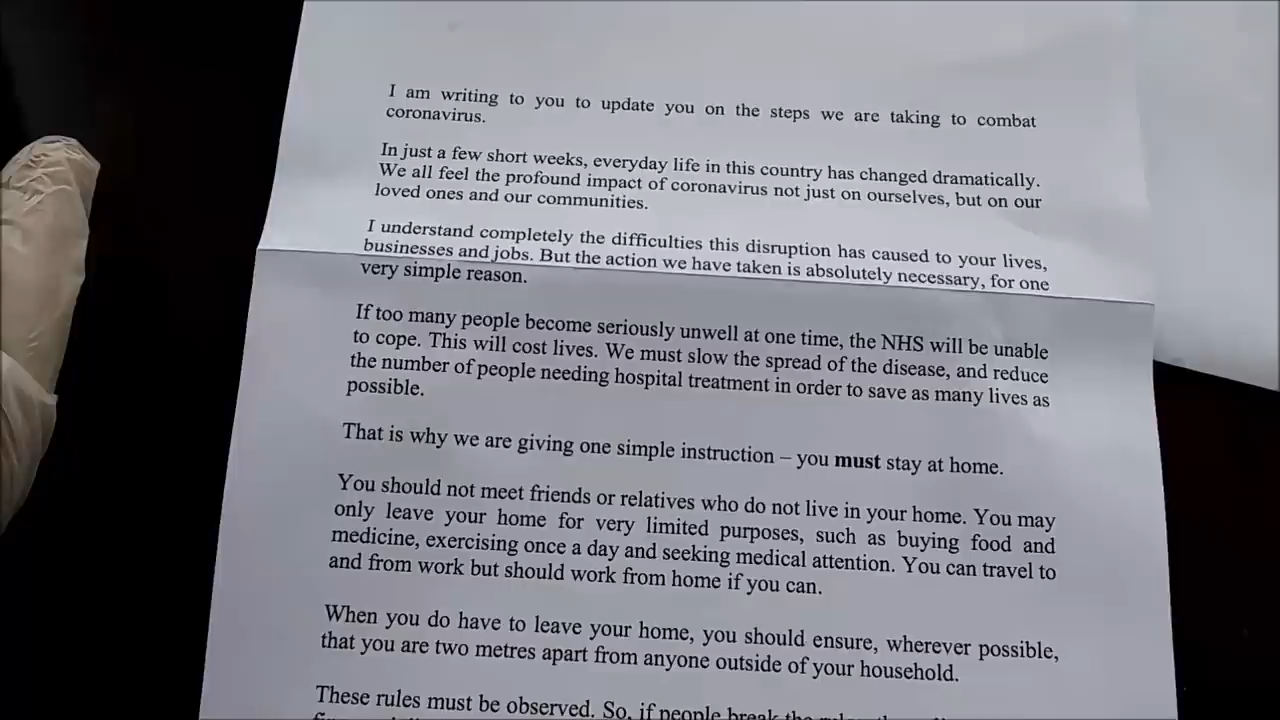 I am writing to you to update you on the steps we are taking to combat
coronavirus.
In just a few short weeks, everyday life in this country has changed dramatically.
We all feel the profound impact of coronavirus not just on ourselves, but on our
loved ones and our communities.
I understand completely the difficulties this disruption has caused to your lives,
businesses and jobs. But the action we have taken is absolutely necessary, for one
very simple reason.
If too many people become seriously unwell at one time, the NHS will be unable
to cope. This will cost lives. We must slow the spread of the disease, and reduce
the number of people needing hospital treatment in order to save as many lives as
possible.
That is why we are giving one simple instruction – you must stay at home.
You should not meet friends or relatives who do not live in your home. You may
only leave your home for very limited purposes, such as buying food and
medicine, exercising once a day and seeking medical attention. You can travel to
and from work but should work from home if you can.
When you do have to leave your home, you should ensure, wherever possible,
that you are two metres apart from anyone outside of your household.
These rules must be observed. So, if people break the